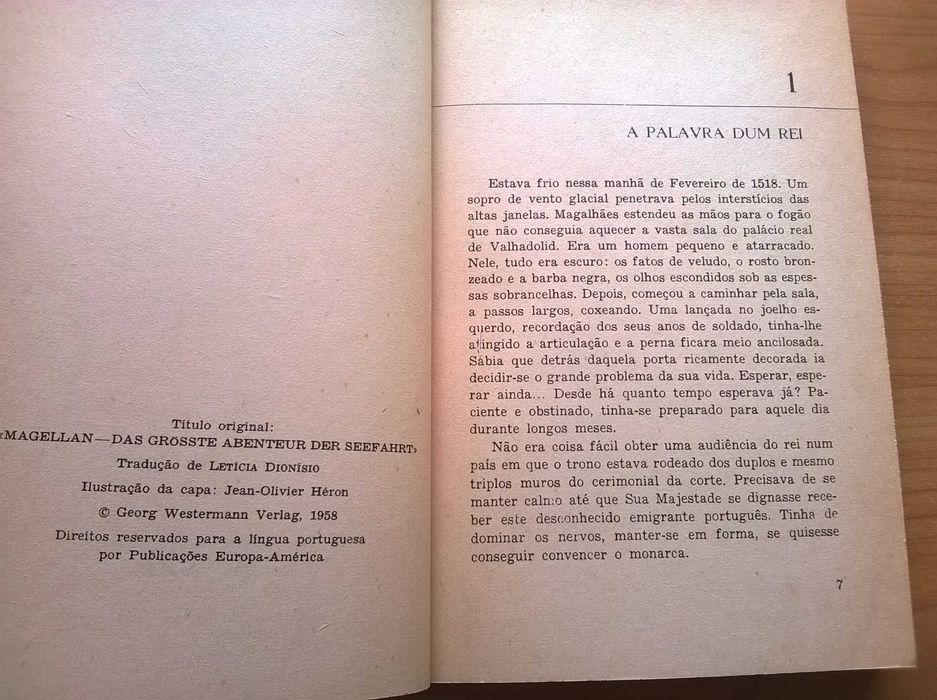 Título original:
«MAGELLAN—DAS GRÖSSTE ABENTEUR DER SEEFAHRT»
Tradução de LETÍCIA DIONÍSIO
Ilustração da capa: Jean-Olivier Héron
© Georg Westermann Verlag, 1958
Direitos reservados para a língua portuguesa
por Publicações Europa-América
1
A PALAVRA DUM REI
Estava frio nessa manhã de Fevereiro de 1518. Um
sopro de vento glacial penetrava pelos interstícios das
altas janelas. Magalhães estendeu as mãos para o fogão
que não conseguia aquecer a vasta sala do palácio real
de Valhadolid. Era um homem pequeno e atarracado.
Nele, tudo era escuro: os fatos de veludo, o rosto bron-
zeado e a barba negra, os olhos escondidos sob as espes-
sas sobrancelhas. Depois, começou a caminhar pela sala,
a passos largos, coxeando. Uma lançada no joelho es-
querdo, recordação dos seus anos de soldado, tinha-lhe
atingido a articulação e a perna ficara meio ancilosada.
Sabia que detrás daquela porta ricamente decorada ia
decidir-se o grande problema da sua vida. Esperar, espe-
rar ainda... Desde há quanto tempo esperava já? Pa-
ciente e obstinado, tinha-se preparado para aquele dia
durante longos meses.
Não era coisa fácil obter uma audiência do rei num
país em que o trono estava rodeado dos duplos e mesmo
triplos muros do cerimonial da corte. Precisava de se
manter calmo até que Sua Majestade se dignasse rece-
ber este desconhecido emigrante português. Tinha de
dominar os nervos, manter-se em forma, se quisesse
conseguir convencer o monarca.
7